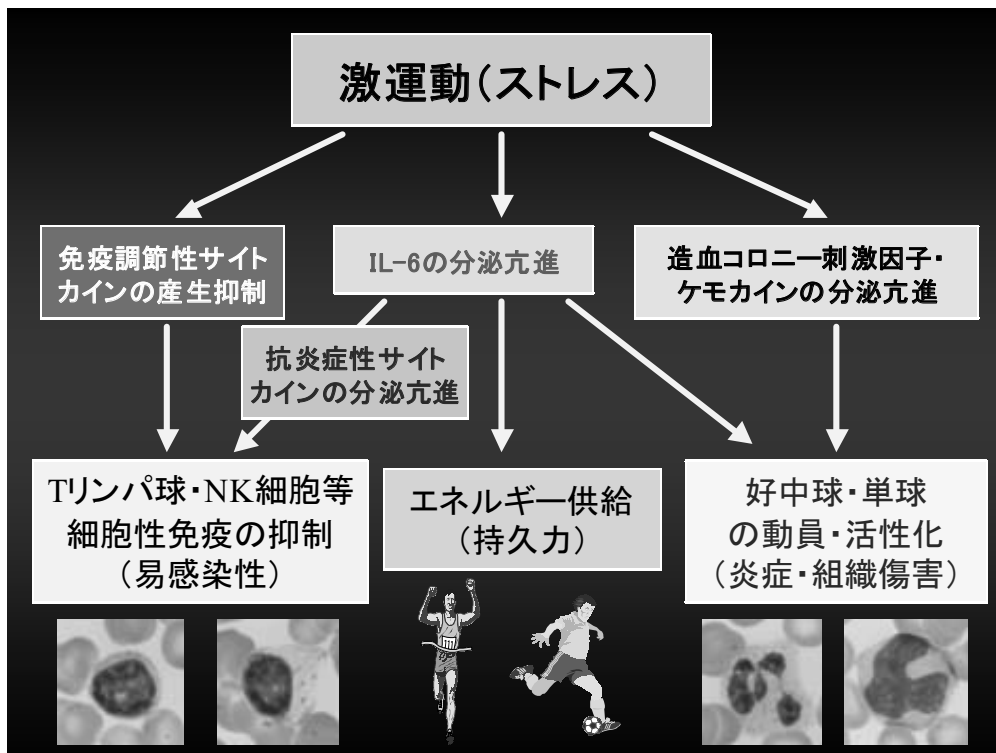 激運動(ストレス)
免疫調節性サイト
カインの産生抑制
IL-6の分泌亢進
造血コロニー刺激因子・
ケモカインの分泌亢進
抗炎症性サイト
カインの分泌亢進
Tリンパ球・NK細胞等
細胞性免疫の抑制
(易感染性)
エネルギー供給
(持久力)
好中球・単球
の動員・活性化
(炎症・組織傷害)